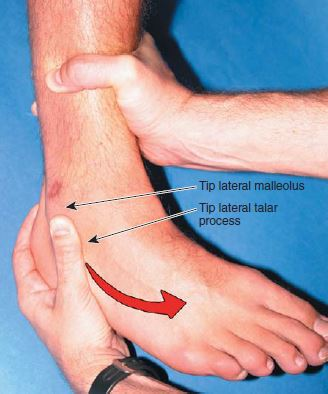 Tip lateral malleolus
Tip lateral talar
process